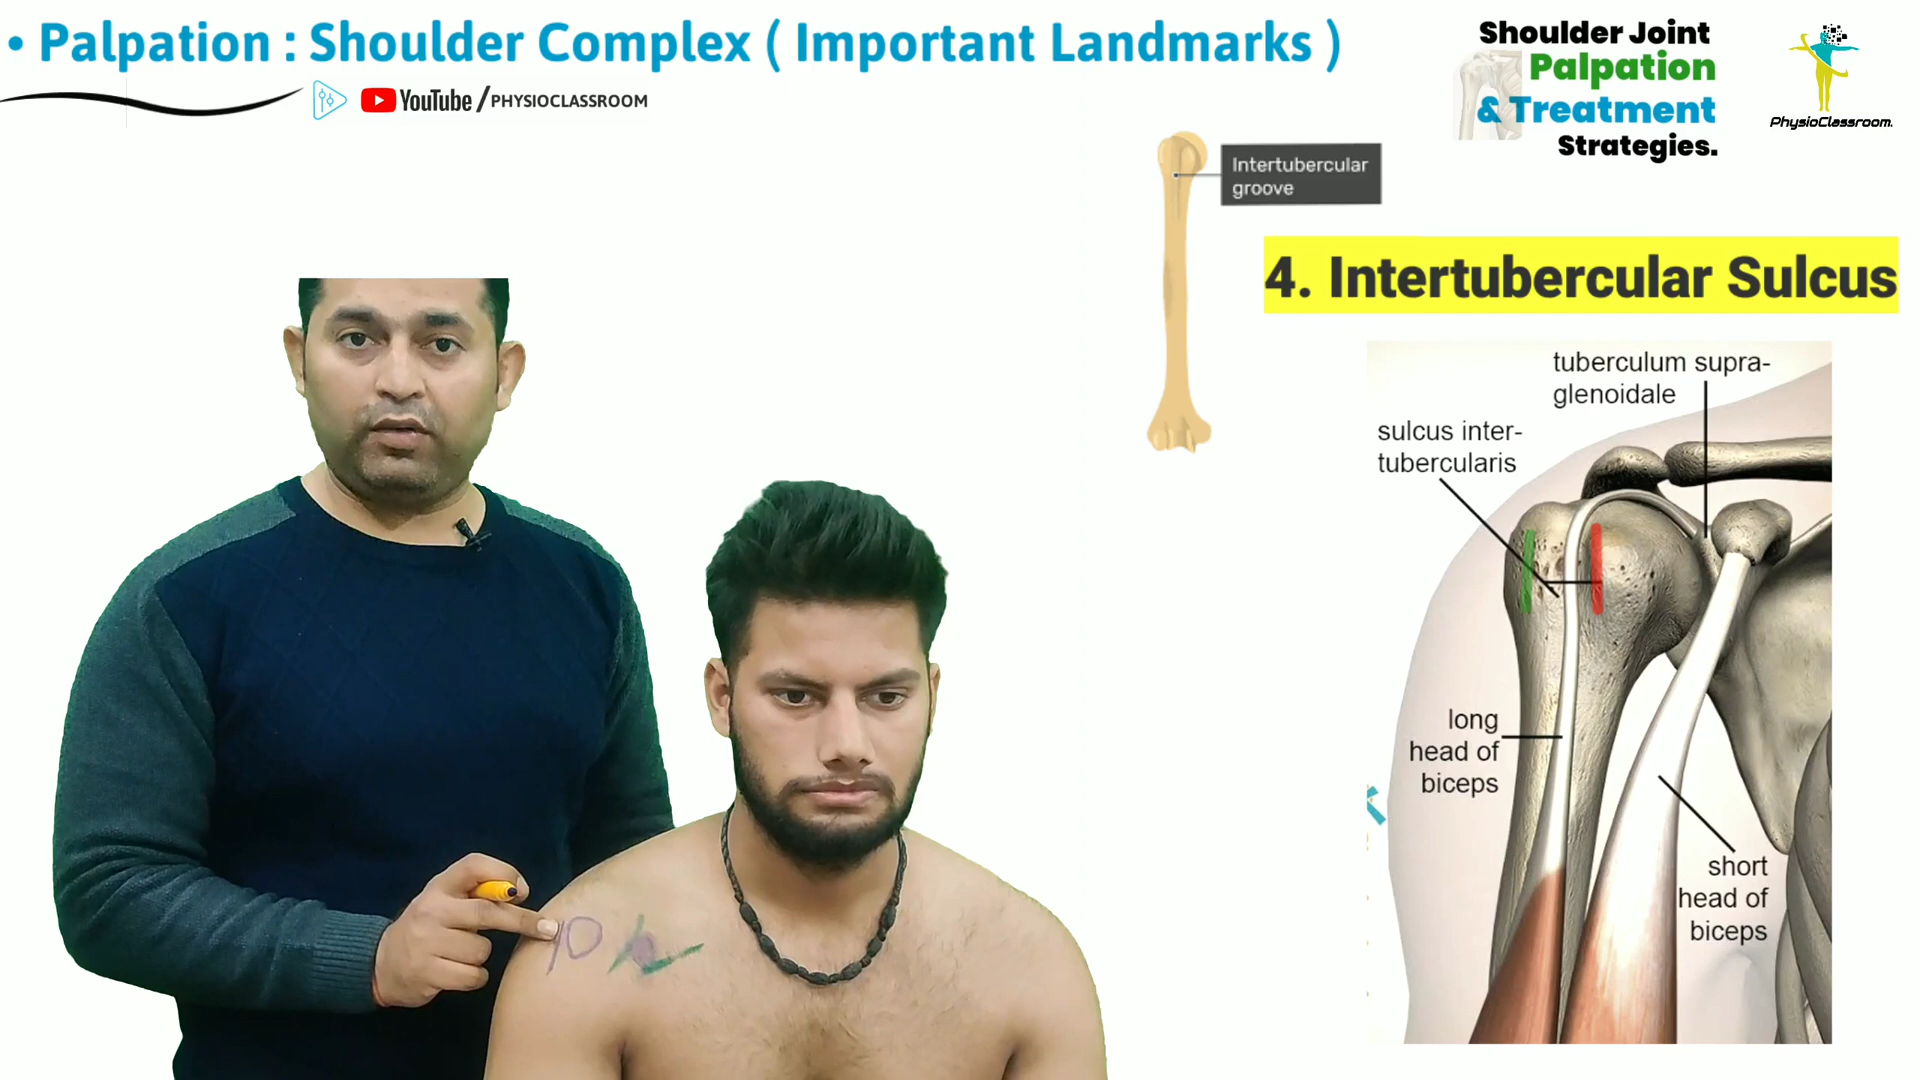 • Palpation : Shoulder Complex ( Important Landmarks )
YouTube /PHYSIOCLASSROOM
Shoulder Joint
Palpation
& Treatment
Strategies.
PhysioClassroom.
Intertubercular
groove
4. Intertubercular Sulcus
tuberculum supra-
glenoidale
sulcus inter-
tubercularis
long
head of
biceps
short
head of
biceps